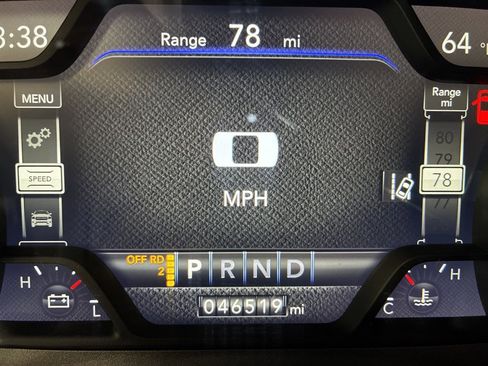 :38
Range 78 mi
64 °F
MENU
Range
mi
80
79
SPEED
78
77
0
MPH
OFF RD
2
P R N D
H
L
046519 mi
H
C